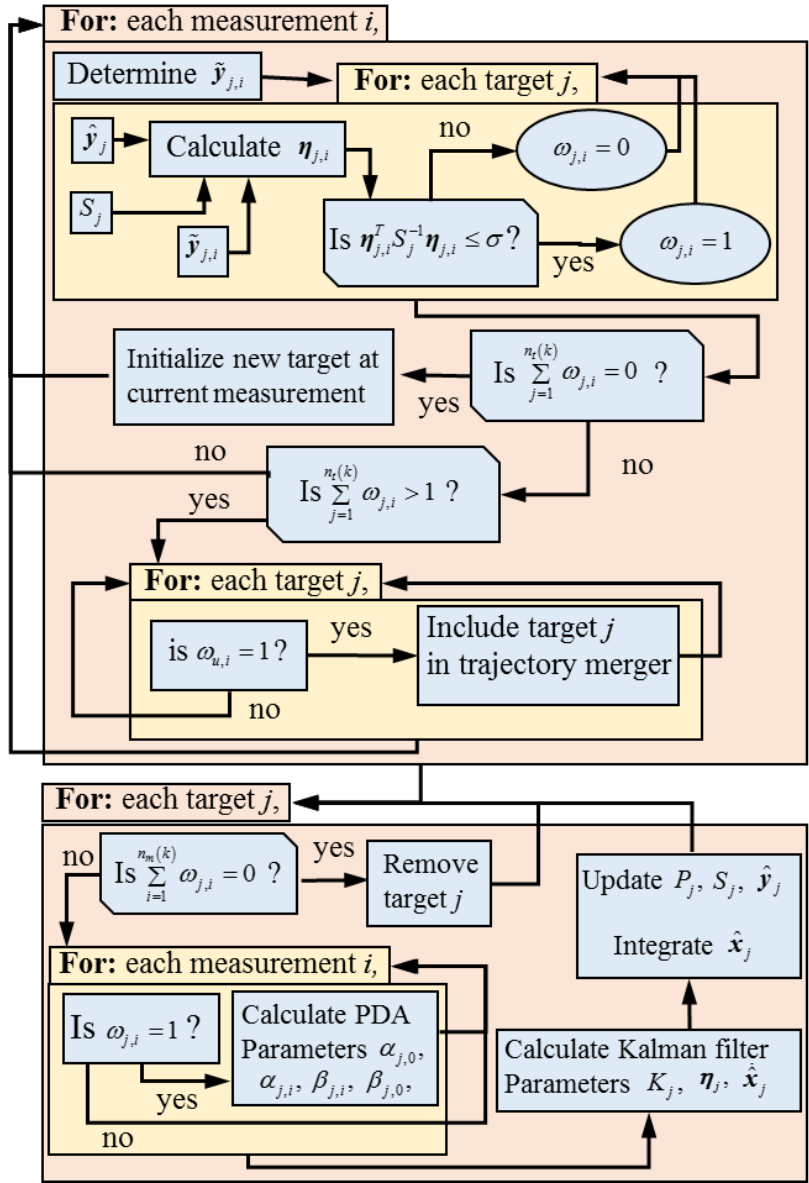 For: each measurement i,
Determine ỹ_{j,i}
For: each target j,
ŷ_j
Calculate η_{j,i}
S_j
ỹ_{j,i}
no
ω_{j,i} = 0
Is η_{j,i}^T S_j^{-1} η_{j,i} ≤ σ?
yes
ω_{j,i} = 1
Initialize new target at
current measurement
yes
Is ∑_{j=1}^{n_t(k)} ω_{j,i} = 0 ?
no
no
Is ∑_{j=1}^{n_t(k)} ω_{j,i} > 1 ?
yes
For: each target j,
is ω_{u,i} = 1?
yes
Include target j
in trajectory merger
no
For: each target j,
no
Is ∑_{i=1}^{n_m(k)} ω_{j,i} = 0 ?
yes
Remove
target j
Update P_j, S_j, ŷ_j
Integrate x̂_j
For: each measurement i,
Is ω_{j,i} = 1 ?
yes
no
Calculate PDA
Parameters α_{j,0},
α_{j,i}, β_{j,i}, β_{j,0},
Calculate Kalman filter
Parameters K_j, η_j, x̂̇_j